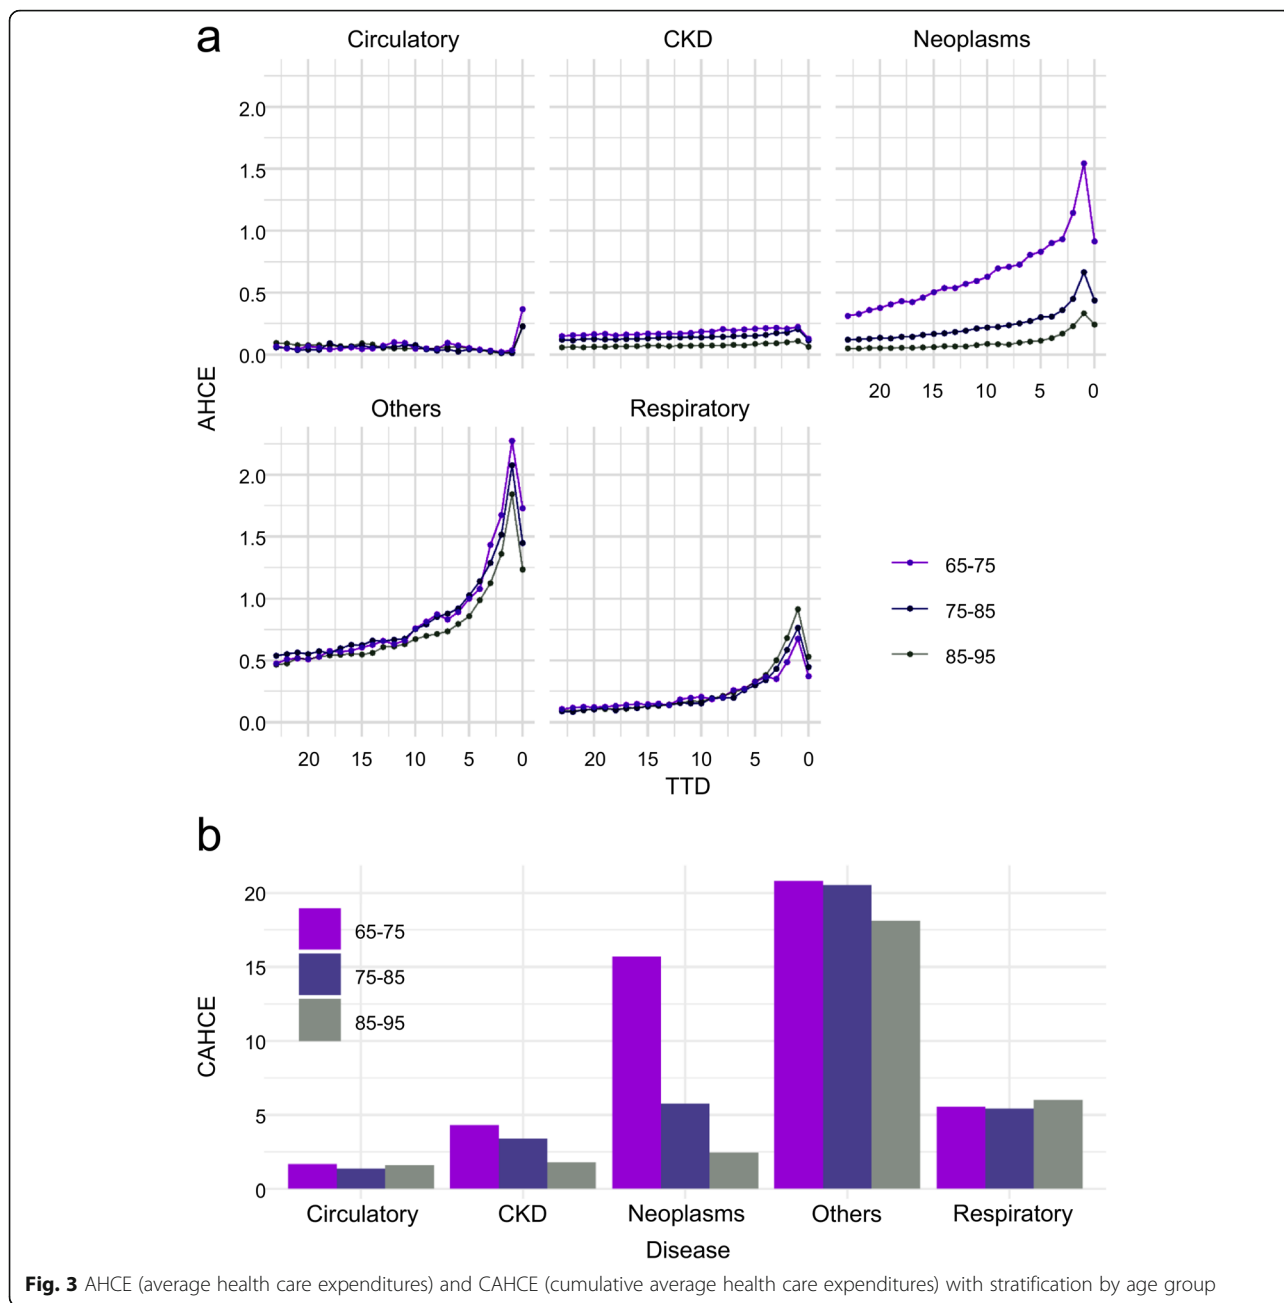 a
Circulatory
CKD
Neoplasms
2.0
1.5
1.0
0.5
0.0
20 15 10 5 0
AHCE
Others
Respiratory
2.0
1.5
1.0
0.5
0.0
20 15 10 5 0
20 15 10 5 0
TTD
65-75
75-85
85-95
b
20
15
10
5
0
CAHCE
65-75
75-85
85-95
Circulatory CKD Neoplasms Others Respiratory
Disease
Fig. 3 AHCE (average health care expenditures) and CAHCE (cumulative average health care expenditures) with stratification by age group